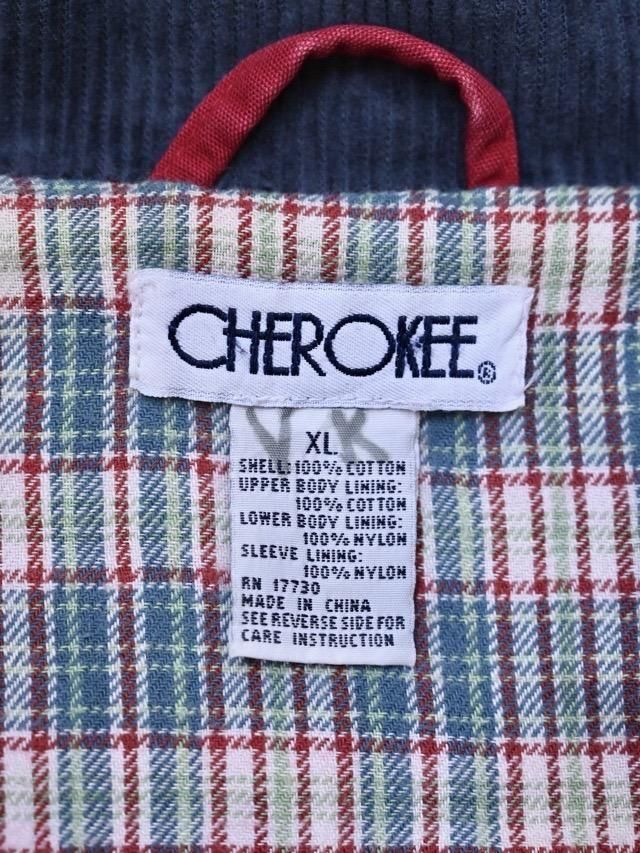 CHEROKEE®
XL
SHELL: 100% COTTON
UPPER BODY LINING:
100% COTTON
LOWER BODY LINING:
100% NYLON
SLEEVE LINING:
100% NYLON
RN 17730
MADE IN CHINA
SEE REVERSE SIDE FOR
CARE INSTRUCTION